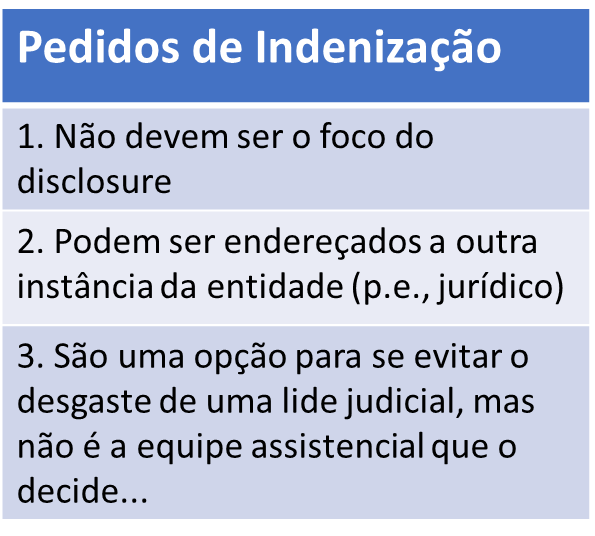 Pedidos de Indenização
1. Não devem ser o foco do
disclosure
2. Podem ser endereçados a outra
instância da entidade (p.e., jurídico)
3. São uma opção para se evitar o
desgaste de uma lide judicial, mas
não é a equipe assistencial que o
decide...